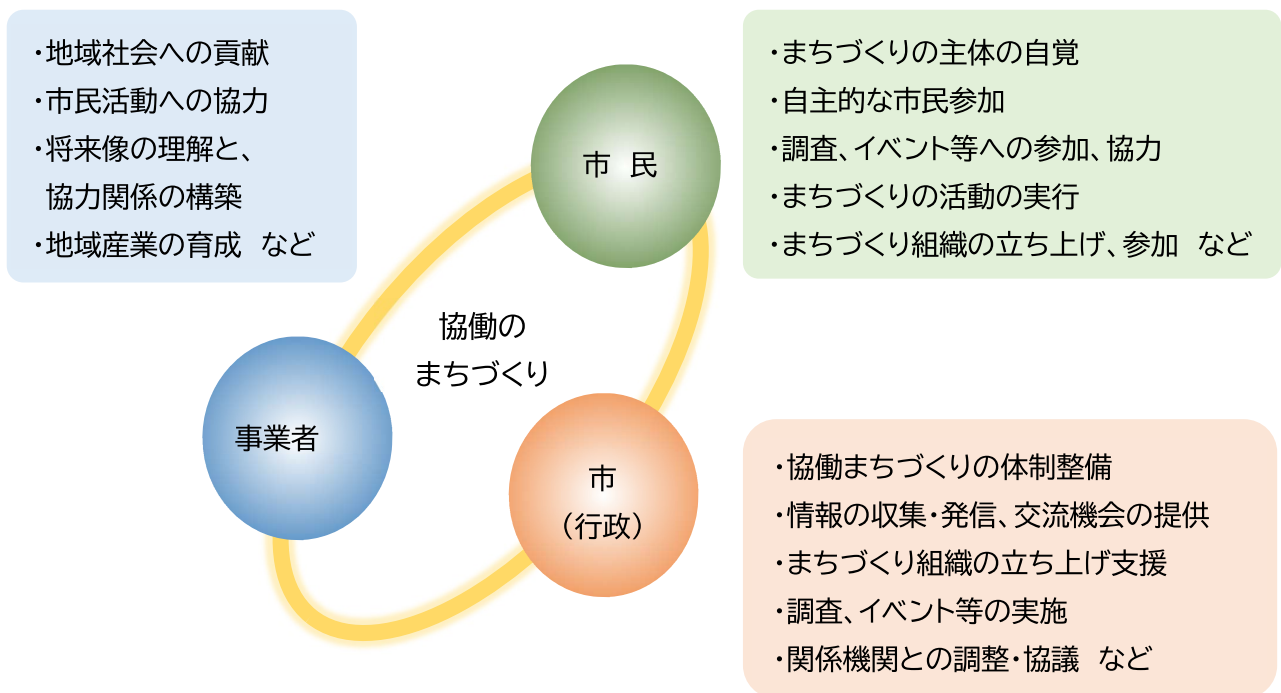 ・地域社会への貢献
・市民活動への協力
・将来像の理解と、
協力関係の構築
・地域産業の育成　など
市　民
・まちづくりの主体の自覚
・自主的な市民参加
・調査、イベント等への参加、協力
・まちづくりの活動の実行
・まちづくり組織の立ち上げ、参加　など
協働の
まちづくり
事業者
市
（行政）
・協働まちづくりの体制整備
・情報の収集・発信、交流機会の提供
・まちづくり組織の立ち上げ支援
・調査、イベント等の実施
・関係機関との調整・協議　など